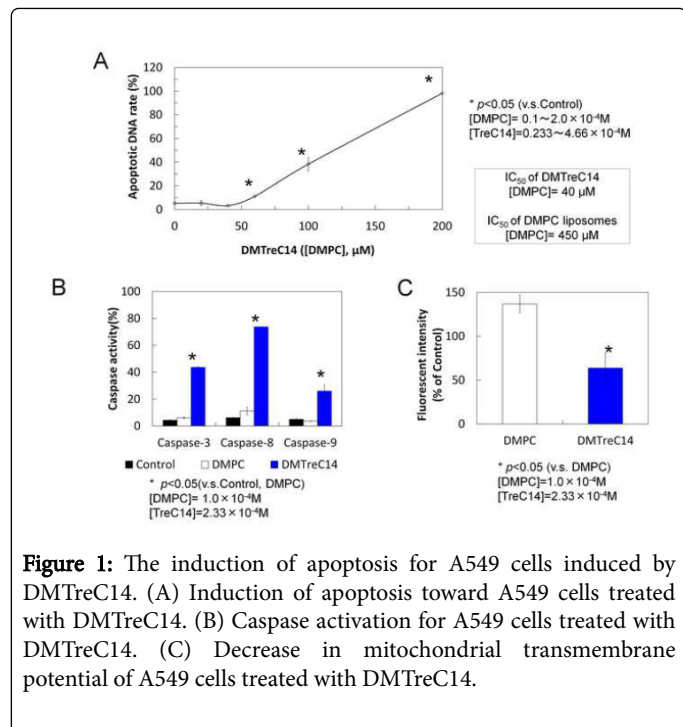 A
Apoptotic DNA rate (%)
120
100
80
60
40
20
0
0 50 100 150 200
DMTreC14 ([DMPC], μM)
*
*
*
* p<0.05 (v.s.Control)
[DMPC]= 0.1～2.0×10⁻⁴M
[TreC14]=0.233～4.66×10⁻⁴M
IC₅₀ of DMTreC14
[DMPC]= 40 μM
IC₅₀ of DMPC liposomes
[DMPC]= 450 μM
B
Caspase activity(%)
100
80
60
40
20
0
*
*
*
Caspase-3 Caspase-8 Caspase-9
Control DMPC DMTreC14
* p<0.05(v.s.Control, DMPC)
[DMPC]= 1.0×10⁻⁴M
[TreC14]=2.33×10⁻⁴M
C
Fluorescent intensity
(% of Control)
150
100
50
0
*
DMPC DMTreC14
* p<0.05 (v.s. DMPC)
[DMPC]=1.0×10⁻⁴M
[TreC14]=2.33×10⁻⁴M
Figure 1: The induction of apoptosis for A549 cells induced by
DMTreC14. (A) Induction of apoptosis toward A549 cells treated
with DMTreC14. (B) Caspase activation for A549 cells treated with
DMTreC14. (C) Decrease in mitochondrial transmembrane
potential of A549 cells treated with DMTreC14.